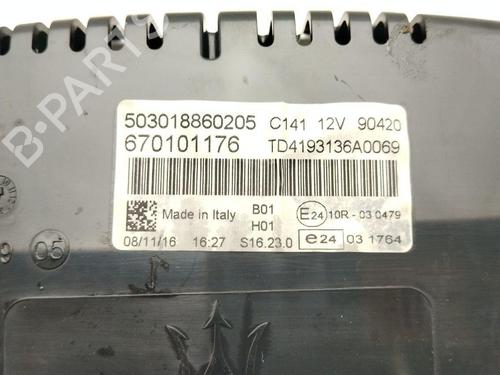 503018860205 C141 12V 90420
670101176 TD4193136A0069
Made in Italy B01 E24 10R-03 0479
H01
08/11/16 16:27 S16.23.0 e24 03 1764
05
B-PARTS